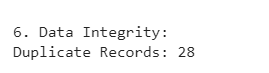 6. Data Integrity:
Duplicate Records: 28